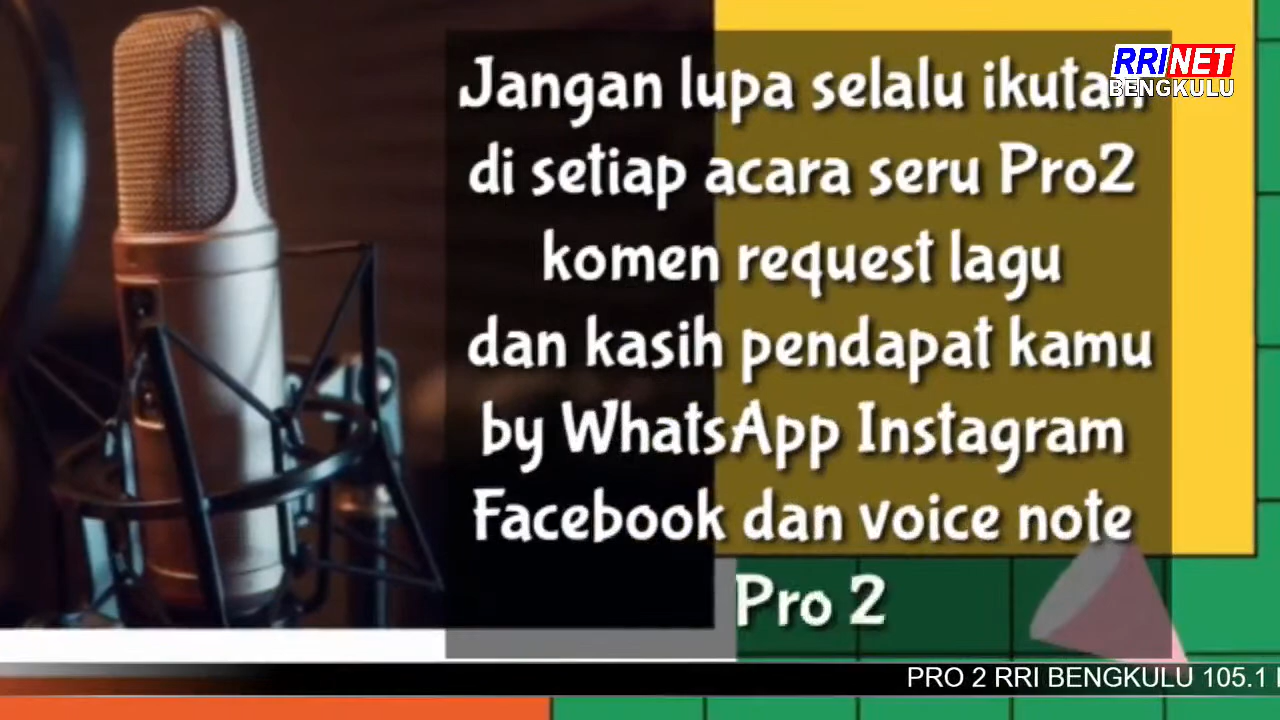 Jangan lupa selalu ikutan
di setiap acara seru Pro2
komen request lagu
dan kasih pendapat kamu
by WhatsApp Instagram
Facebook dan voice note
Pro 2
RRINET
BENGKULU
PRO 2 RRI BENGKULU 105.1